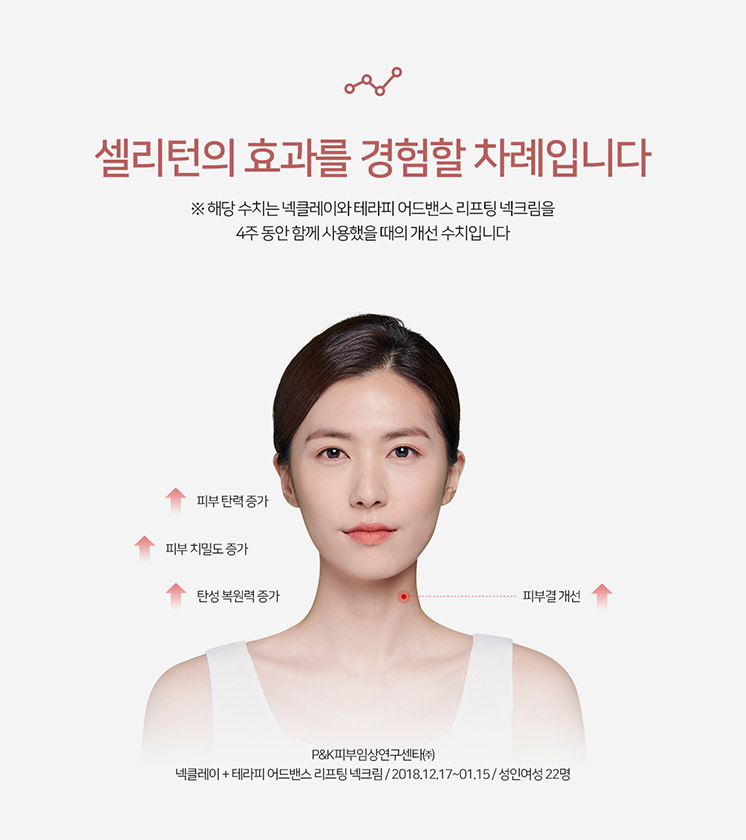 셀리턴의 효과를 경험할 차례입니다
※ 해당 수치는 넥클레이와 테라피 어드밴스 리프팅 넥크림을
4주 동안 함께 사용했을 때의 개선 수치입니다
피부 탄력 증가
피부 치밀도 증가
탄성 복원력 증가
피부결 개선
P&K피부임상연구센타㈜
넥클레이 + 테라피 어드밴스 리프팅 넥크림 / 2018.12.17~01.15 / 성인여성 22명